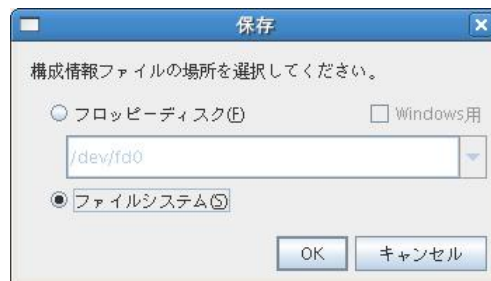 保存
構成情報ファイルの場所を選択してください。
フロッピーディスク(F) Windows用
/dev/fd0
ファイルシステム(S)
OK キャンセル